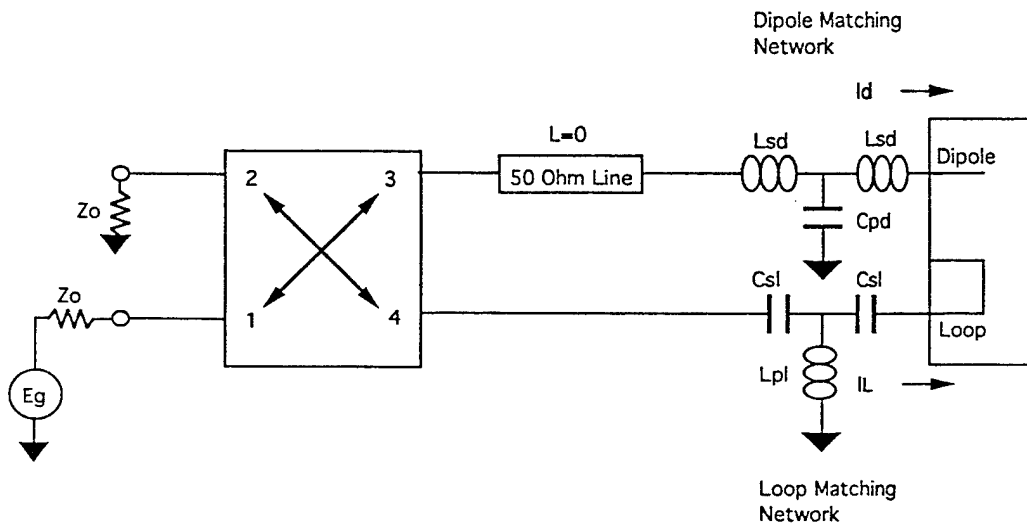 Dipole Matching
Network
Id
L=0
Lsd
Lsd
Dipole
50 Ohm Line
2
3
Zo
Cpd
Csl
Csl
Zo
1
4
Loop
Lpl
IL
Eg
Loop Matching
Network